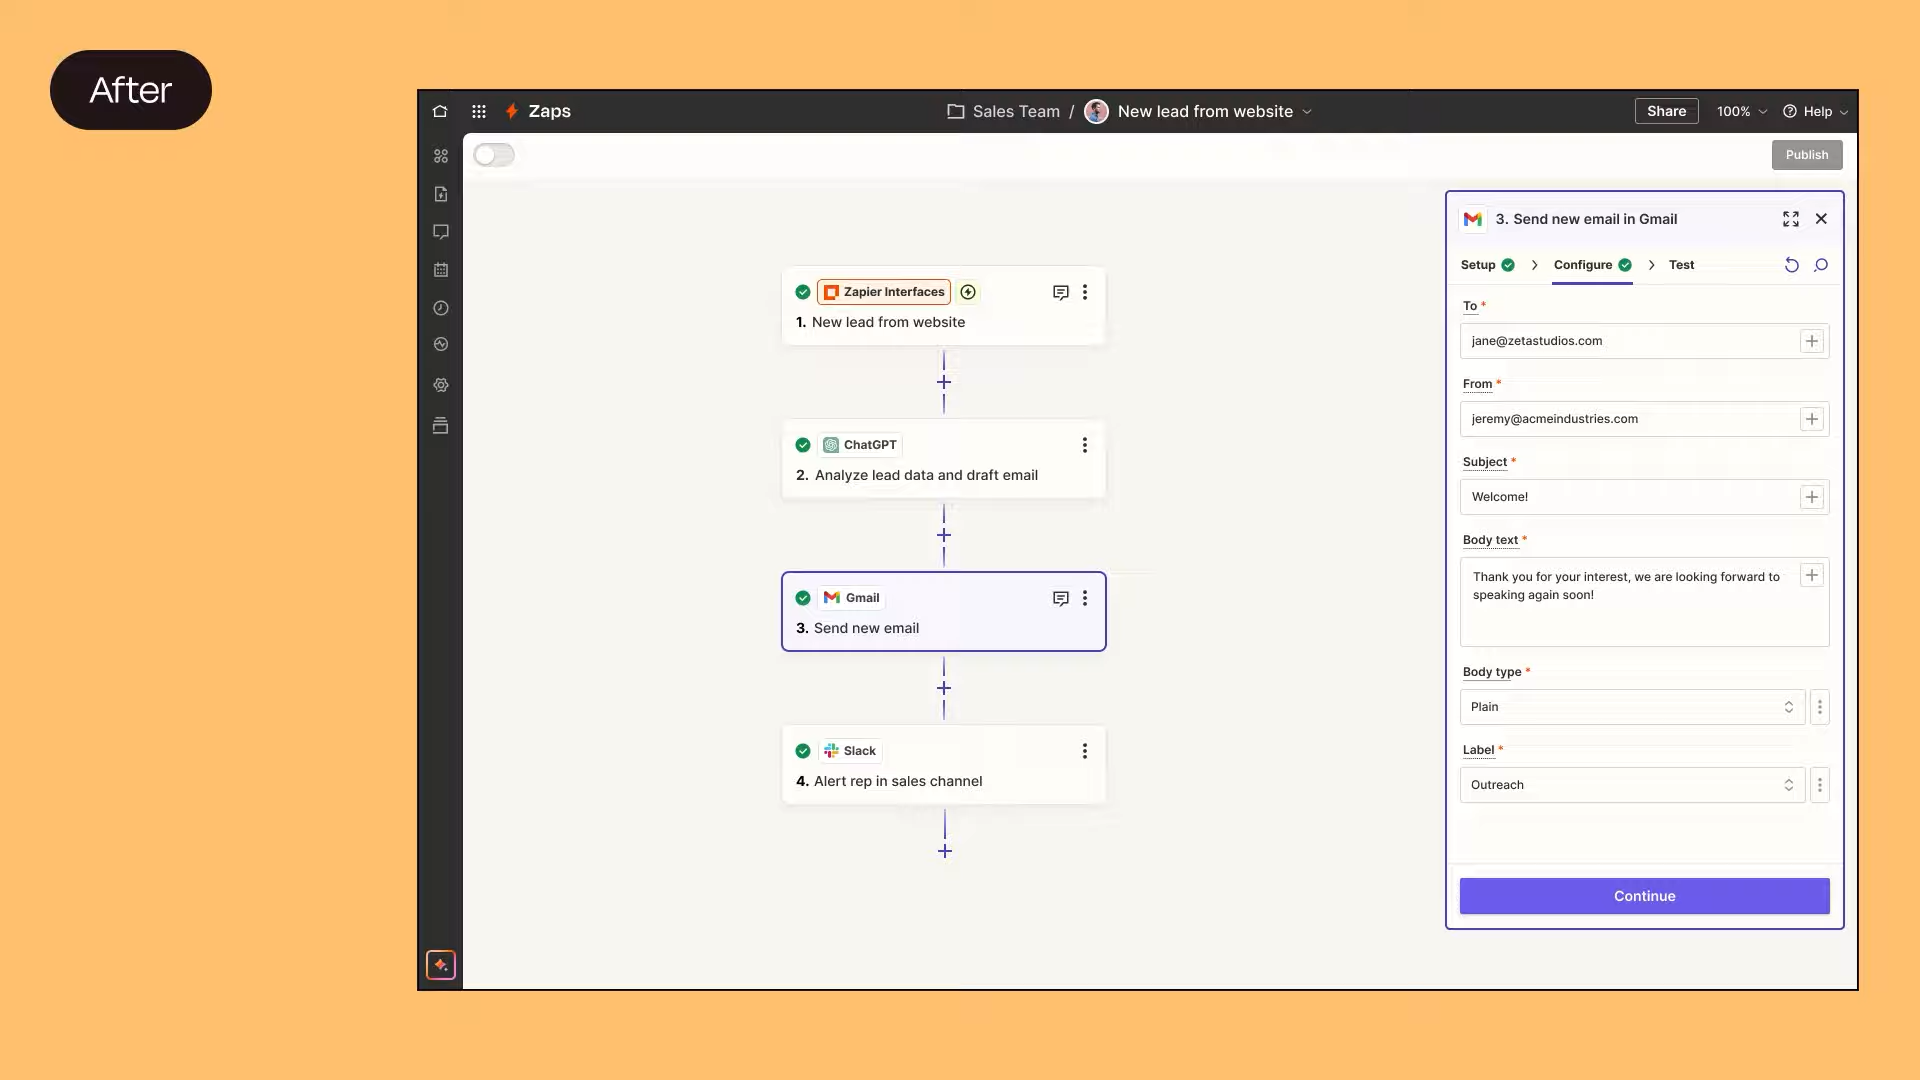 After
Zaps
Sales Team / New lead from website
Share
100%
Help
Publish
Zapier Interfaces
1. New lead from website
ChatGPT
2. Analyze lead data and draft email
Gmail
3. Send new email
Slack
4. Alert rep in sales channel
3. Send new email in Gmail
Setup
Configure
Test
To *
jane@zetastudios.com
From *
jeremy@acmeindustries.com
Subject *
Welcome!
Body text *
Thank you for your interest, we are looking forward to
speaking again soon!
Body type *
Plain
Label *
Outreach
Continue